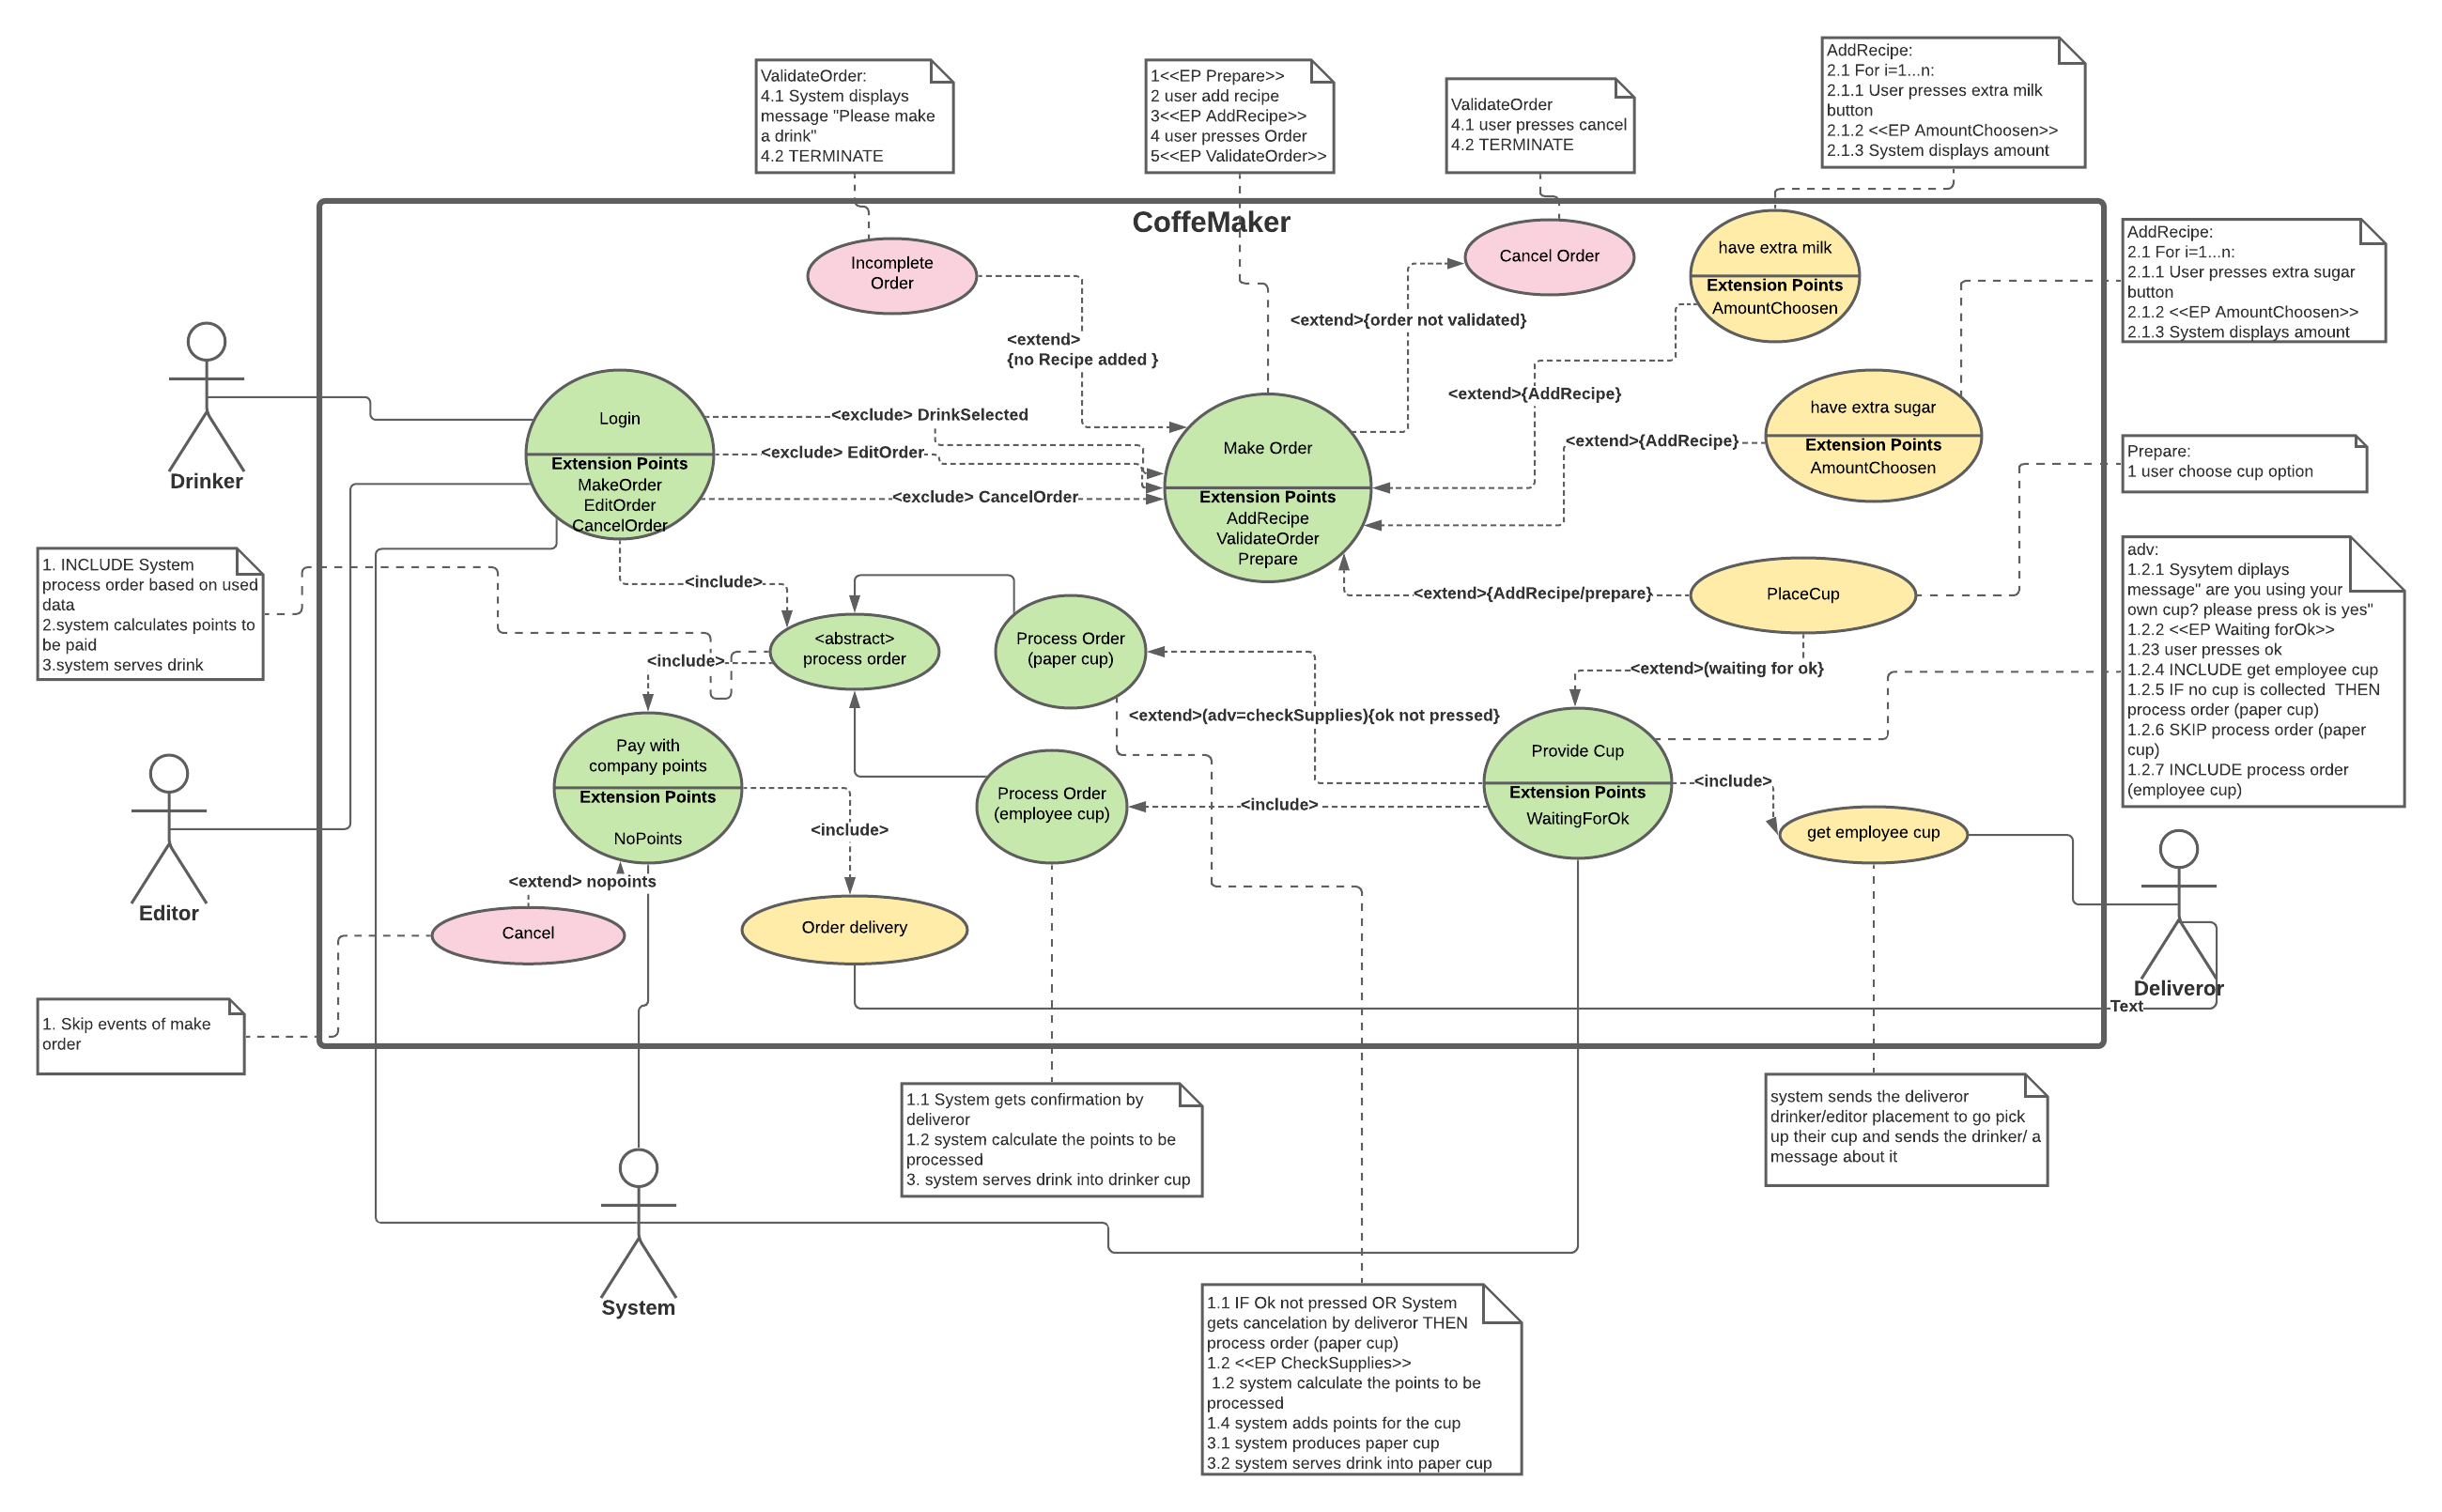 ValidateOrder:
4.1 System displays
message "Please make
a drink"
4.2 TERMINATE
1<<EP Prepare>>
2 user add recipe
3<<EP AddRecipe>>
4 user presses Order
5<<EP ValidateOrder>>
ValidateOrder
4.1 user presses cancel
4.2 TERMINATE
AddRecipe:
2.1 For i=1...n:
2.1.1 User presses extra milk
button
2.1.2 <<EP AmountChoosen>>
2.1.3 System displays amount
CoffeMaker
Incomplete
Order
Cancel Order
have extra milk
Extension Points
AmountChoosen
AddRecipe:
2.1 For i=1...n:
2.1.1 User presses extra sugar
button
2.1.2 <<EP AmountChoosen>>
2.1.3 System displays amount
<extend>
{no Recipe added }
<extend>{order not validated}
<extend>{AddRecipe}
Drinker
Login
Extension Points
MakeOrder
EditOrder
CancelOrder
<exclude> DrinkSelected
<exclude> EditOrder
<exclude> CancelOrder
Make Order
Extension Points
AddRecipe
ValidateOrder
Prepare
<extend>{AddRecipe}
have extra sugar
Extension Points
AmountChoosen
Prepare:
1 user choose cup option
1. INCLUDE System
process order based on used
data
2.system calculates points to
be paid
3.system serves drink
<include>
<abstract>
process order
<include>
Process Order
(paper cup)
<extend>{AddRecipe/prepare}
PlaceCup
<extend>(waiting for ok}
adv:
1.2.1 Sysytem diplays
message" are you using your
own cup? please press ok is yes"
1.2.2 <<EP Waiting forOk>>
1.23 user presses ok
1.2.4 INCLUDE get employee cup
1.2.5 IF no cup is collected  THEN
process order (paper cup)
1.2.6 SKIP process order (paper
cup)
1.2.7 INCLUDE process order
(employee cup)
<extend>(adv=checkSupplies){ok not pressed}
Pay with
company points
Extension Points
NoPoints
<include>
Process Order
(employee cup)
<include>
Provide Cup
Extension Points
WaitingForOk
<include>
get employee cup
Editor
<extend> nopoints
Cancel
Order delivery
Deliveror
Text
1. Skip events of make
order
1.1 System gets confirmation by
deliveror
1.2 system calculate the points to be
processed
3. system serves drink into drinker cup
system sends the deliveror
drinker/editor placement to go pick
up their cup and sends the drinker/ a
message about it
System
1.1 IF Ok not pressed OR System
gets cancelation by deliveror THEN
process order (paper cup)
1.2 <<EP CheckSupplies>>
1.2 system calculate the points to be
processed
1.4 system adds points for the cup
3.1 system produces paper cup
3.2 system serves drink into paper cup